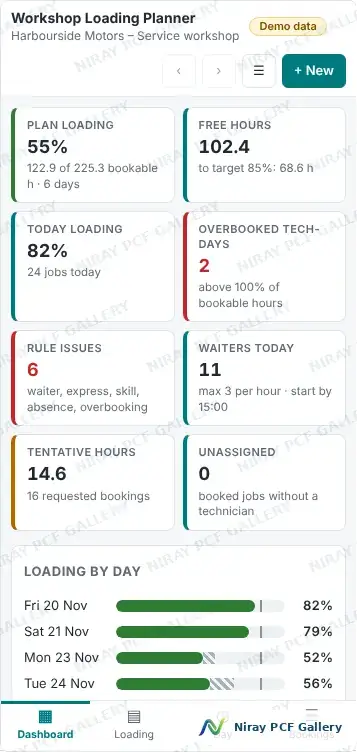 Workshop Loading Planner
Harbourside Motors – Service workshop
Demo data
‹ › ☰ + New
PLAN LOADING
55%
122.9 of 225.3 bookable
h · 6 days
FREE HOURS
102.4
to target 85%: 68.6 h
TODAY LOADING
82%
24 jobs today
OVERBOOKED TECH-
DAYS
2
above 100% of
bookable hours
RULE ISSUES
6
waiter, express, skill,
absence, overbooking
WAITERS TODAY
11
max 3 per hour · start by
15:00
TENTATIVE HOURS
14.6
16 requested bookings
UNASSIGNED
0
booked jobs without a
technician
LOADING BY DAY
Fri 20 Nov 82%
Sat 21 Nov 79%
Mon 23 Nov 52%
Tue 24 Nov 56%
Dashboard
Loading
Day
Bookings
Niray PCF Gallery
NIRAY PCF GALLERY